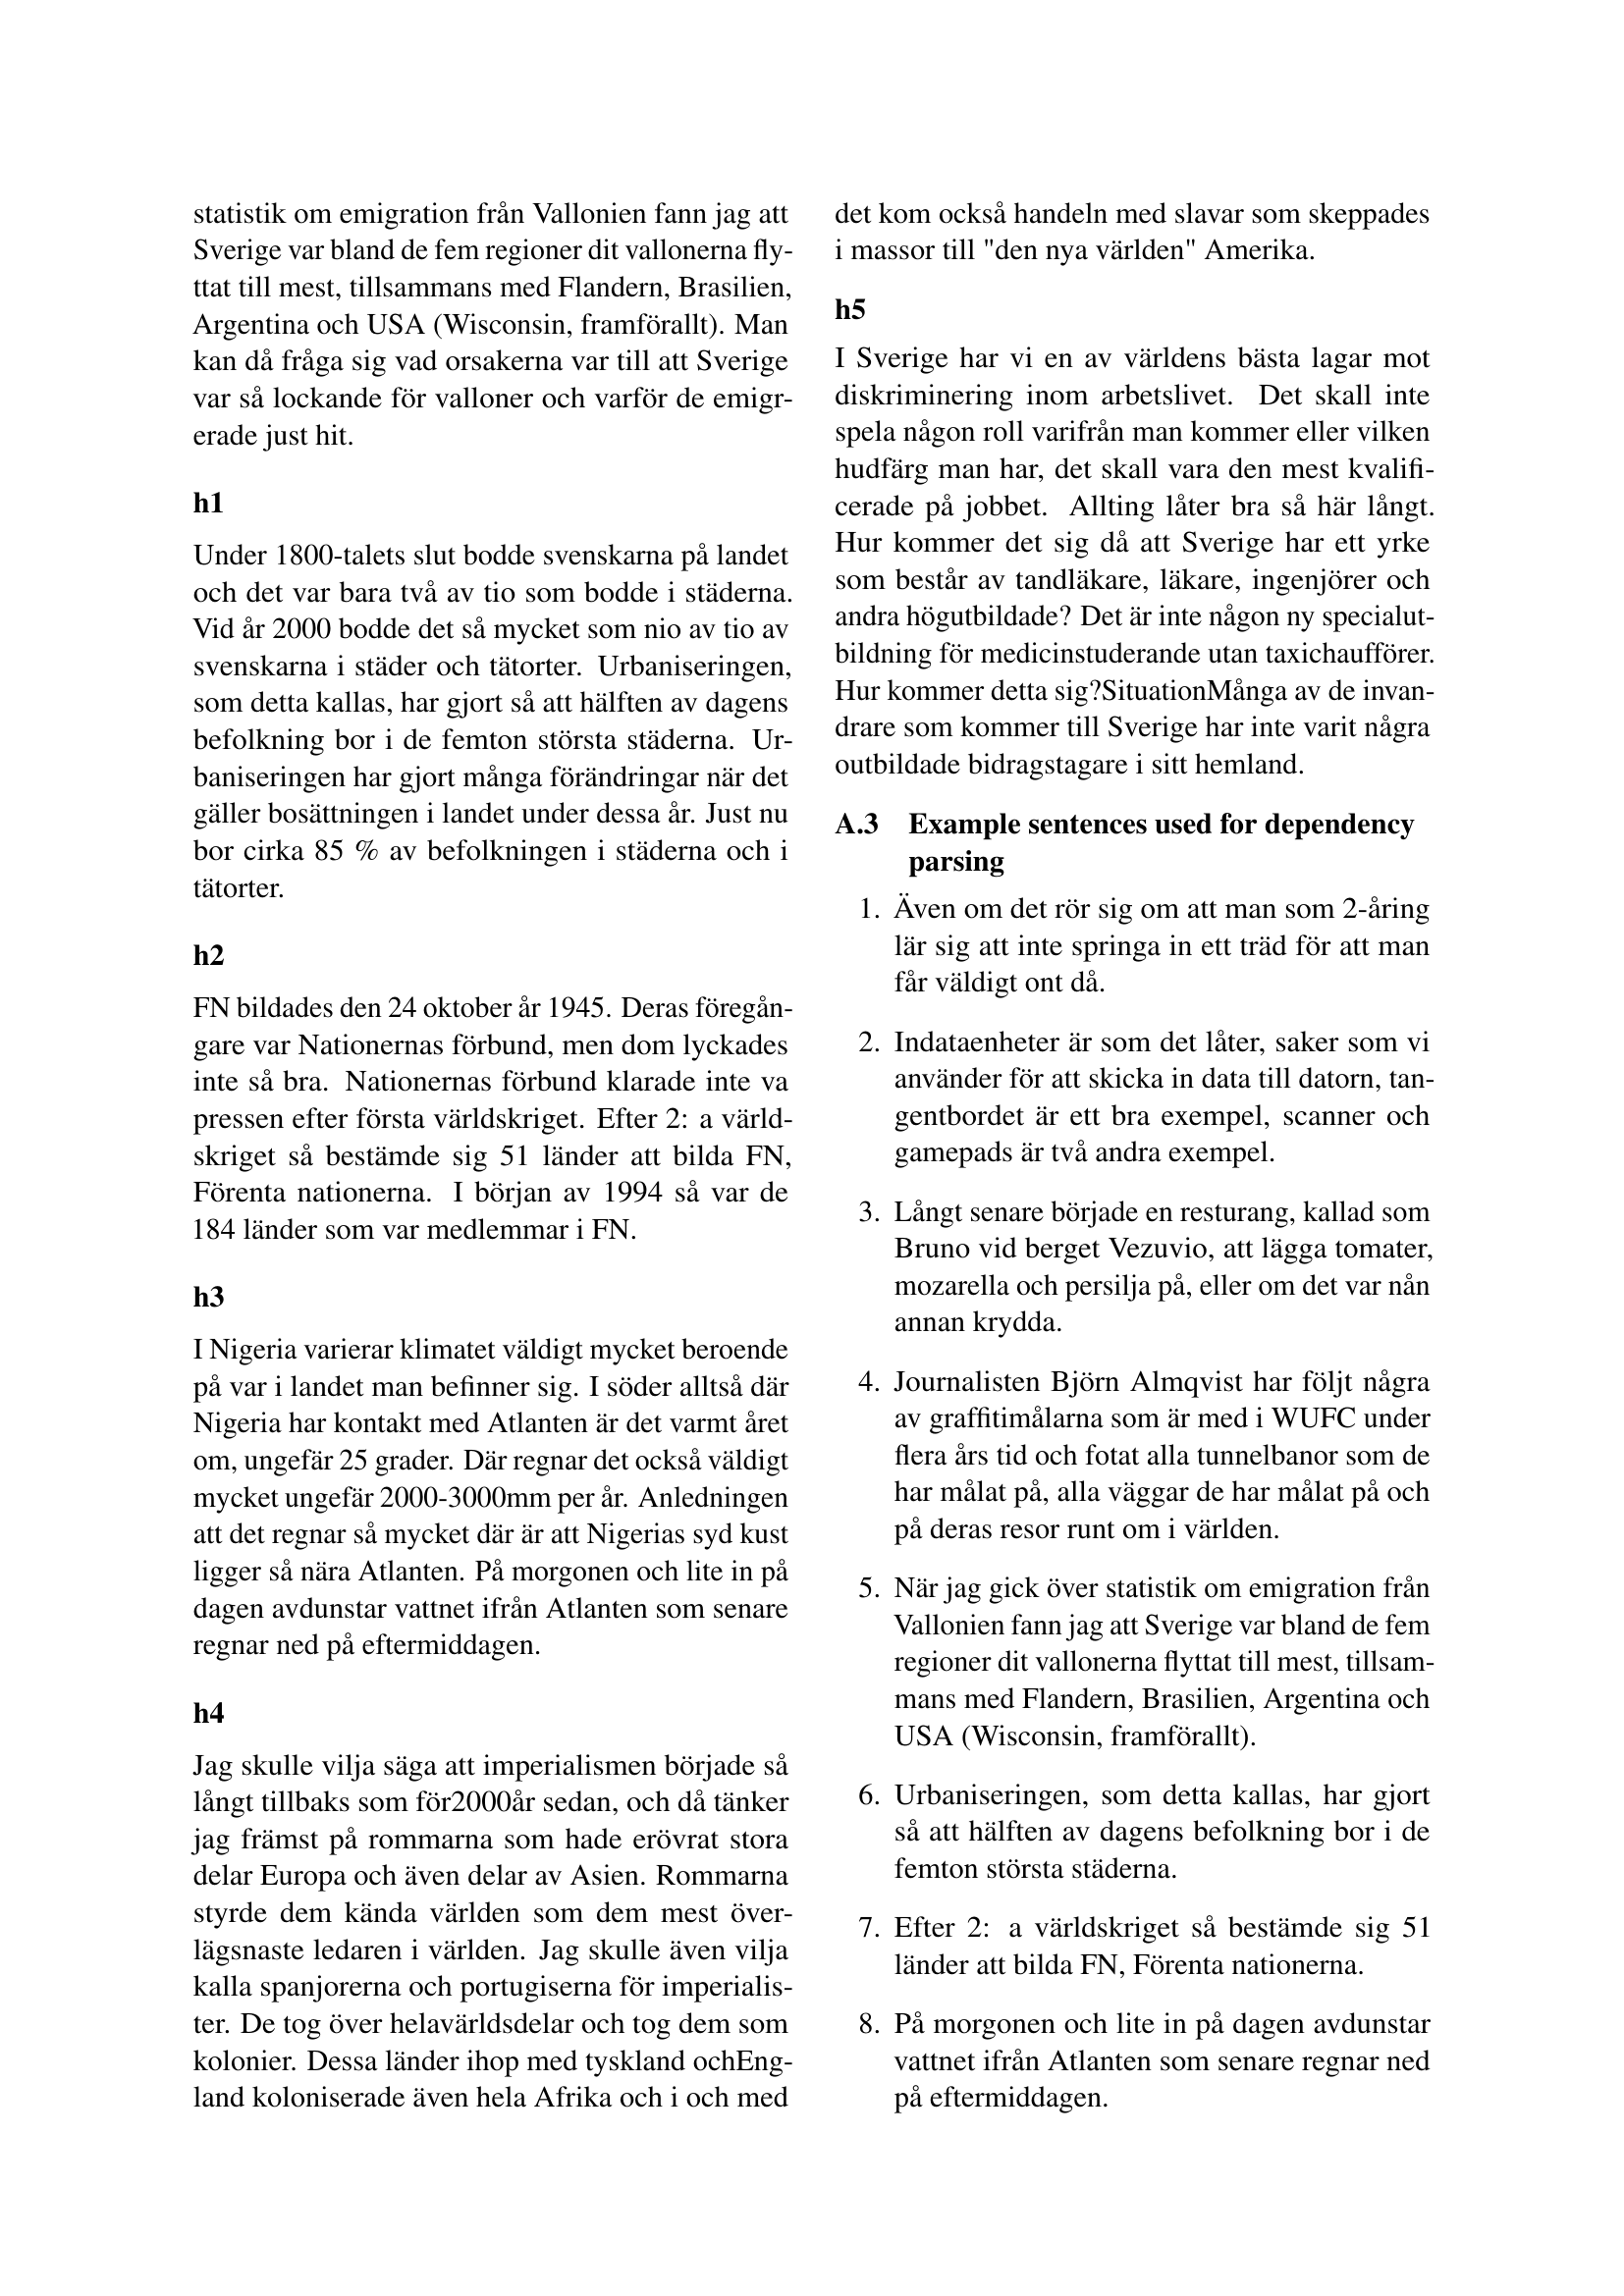 statistik om emigration från Vallonien fann jag att
Sverige var bland de fem regioner dit vallonerna fly-
ttat till mest, tillsammans med Flandern, Brasilien,
Argentina och USA (Wisconsin, framförallt). Man
kan då fråga sig vad orsakerna var till att Sverige
var så lockande för valloner och varför de emigr-
erade just hit.
h1
Under 1800-talets slut bodde svenskarna på landet
och det var bara två av tio som bodde i städerna.
Vid år 2000 bodde det så mycket som nio av tio av
svenskarna i städer och tätorter. Urbaniseringen,
som detta kallas, har gjort så att hälften av dagens
befolkning bor i de femton största städerna. Ur-
baniseringen har gjort många förändringar när det
gäller bosättningen i landet under dessa år. Just nu
bor cirka 85 % av befolkningen i städerna och i
tätorter.
h2
FN bildades den 24 oktober år 1945. Deras föregån-
gare var Nationernas förbund, men dom lyckades
inte så bra. Nationernas förbund klarade inte va
pressen efter första världskriget. Efter 2: a värld-
skriget så bestämde sig 51 länder att bilda FN,
Förenta nationerna. I början av 1994 så var de
184 länder som var medlemmar i FN.
h3
I Nigeria varierar klimatet väldigt mycket beroende
på var i landet man befinner sig. I söder alltså där
Nigeria har kontakt med Atlanten är det varmt året
om, ungefär 25 grader. Där regnar det också väldigt
mycket ungefär 2000-3000mm per år. Anledningen
att det regnar så mycket där är att Nigerias syd kust
ligger så nära Atlanten. På morgonen och lite in på
dagen avdunstar vattnet ifrån Atlanten som senare
regnar ned på eftermiddagen.
h4
Jag skulle vilja säga att imperialismen började så
långt tillbaks som för2000år sedan, och då tänker
jag främst på rommarna som hade erövrat stora
delar Europa och även delar av Asien. Rommarna
styrde dem kända världen som dem mest över-
lägsnaste ledaren i världen. Jag skulle även vilja
kalla spanjorerna och portugiserna för imperialis-
ter. De tog över helavärldsdelar och tog dem som
kolonier. Dessa länder ihop med tyskland ochEng-
land koloniserade även hela Afrika och i och med
det kom också handeln med slavar som skeppades
i massor till "den nya världen" Amerika.
h5
I Sverige har vi en av världens bästa lagar mot
diskriminering inom arbetslivet. Det skall inte
spela någon roll varifrån man kommer eller vilken
hudfärg man har, det skall vara den mest kvalifi-
cerade på jobbet. Allting låter bra så här långt.
Hur kommer det sig då att Sverige har ett yrke
som består av tandläkare, läkare, ingenjörer och
andra högutbildade? Det är inte någon ny specialut-
bildning för medicinstuderande utan taxichaufförer.
Hur kommer detta sig?SituationMånga av de invan-
drare som kommer till Sverige har inte varit några
outbildade bidragstagare i sitt hemland.
A.3 Example sentences used for dependency
parsing
1. Även om det rör sig om att man som 2-åring
lär sig att inte springa in ett träd för att man
får väldigt ont då.
2. Indataenheter är som det låter, saker som vi
använder för att skicka in data till datorn, tan-
gentbordet är ett bra exempel, scanner och
gamepads är två andra exempel.
3. Långt senare började en resturang, kallad som
Bruno vid berget Vezuvio, att lägga tomater,
mozarella och persilja på, eller om det var nån
annan krydda.
4. Journalisten Björn Almqvist har följt några
av graffitimålarna som är med i WUFC under
flera års tid och fotat alla tunnelbanor som de
har målat på, alla väggar de har målat på och
på deras resor runt om i världen.
5. När jag gick över statistik om emigration från
Vallonien fann jag att Sverige var bland de fem
regioner dit vallonerna flyttat till mest, tillsam-
mans med Flandern, Brasilien, Argentina och
USA (Wisconsin, framförallt).
6. Urbaniseringen, som detta kallas, har gjort
så att hälften av dagens befolkning bor i de
femton största städerna.
7. Efter 2: a världskriget så bestämde sig 51
länder att bilda FN, Förenta nationerna.
8. På morgonen och lite in på dagen avdunstar
vattnet ifrån Atlanten som senare regnar ned
på eftermiddagen.